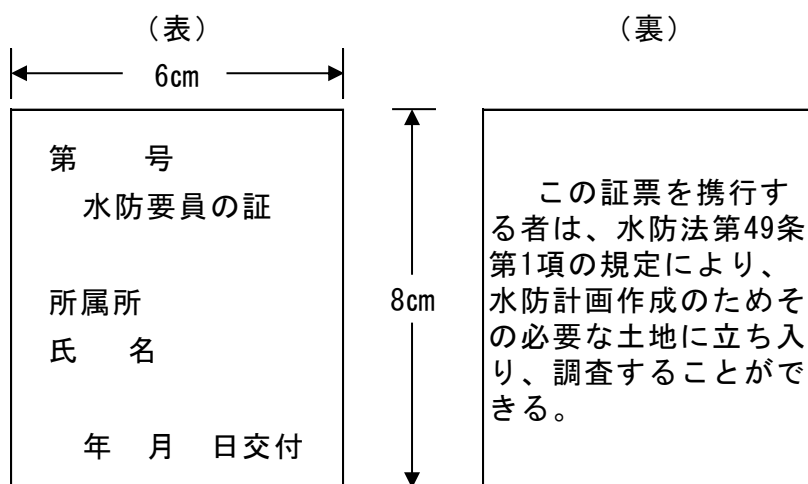 （表）
6cm
第　　号
水防要員の証
所属所
氏　　名
年　月　日交付
8cm
（裏）
この証票を携行す
る者は、水防法第49条
第1項の規定により、
水防計画作成のためそ
の必要な土地に立ち入
り、調査することがで
きる。